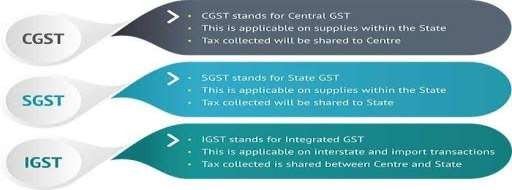 CGST
CGST stands for Central GST
This is applicable on supplies within the State
Tax collected will be shared to Centre
SGST
SGST stands for State GST
This is applicable on supplies within the State
Tax collected will be shared to State
IGST
IGST stands for Integrated GST
This is applicable on interstate and import transactions
Tax collected is shared between Centre and State